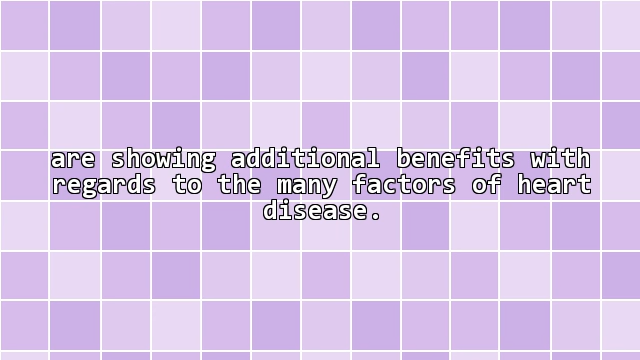 are showing additional benefits with
regards to the many factors of heart
disease.